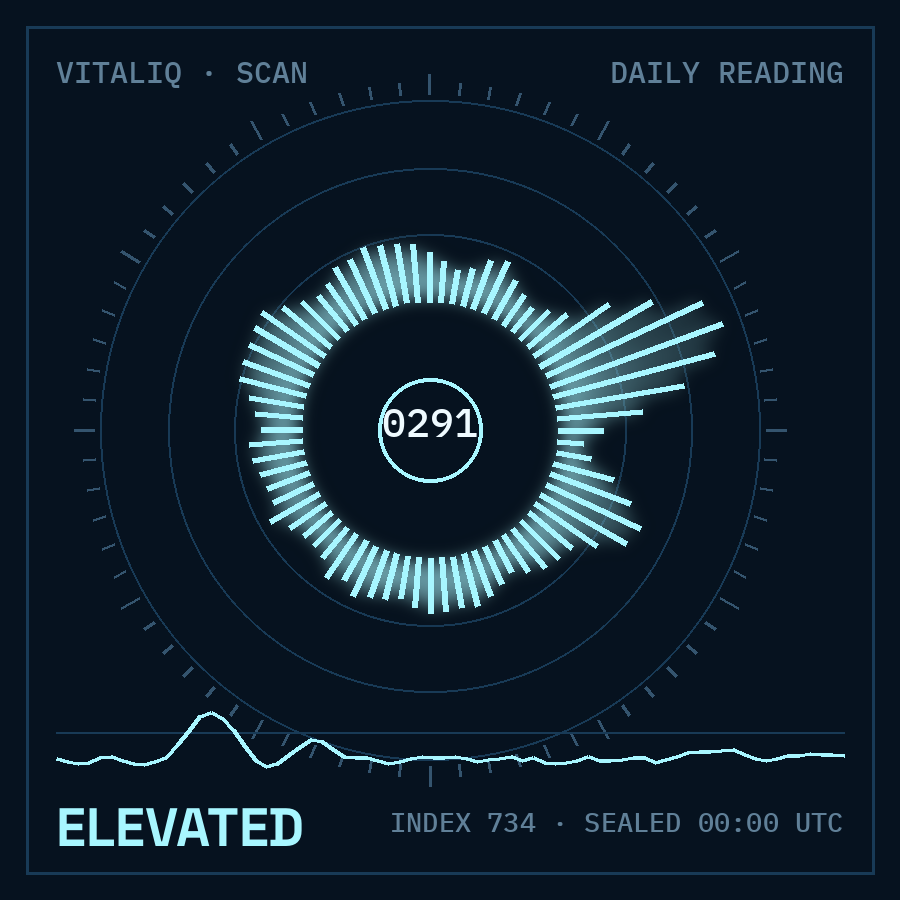 VITALIQ · SCAN
DAILY READING
0291
ELEVATED
INDEX 734 · SEALED 00:00 UTC